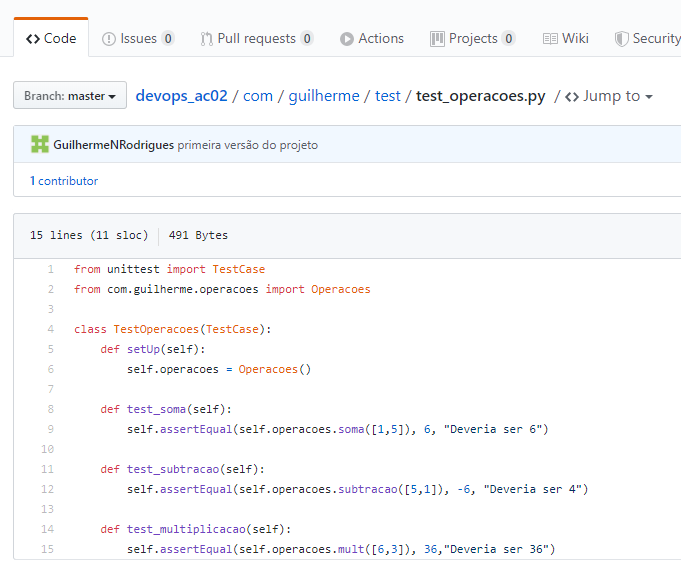 Code Issues 0 Pull requests 0 Actions Projects 0 Wiki Security
Branch: master devops_ac02 / com / guilherme / test / test_operacoes.py / <> Jump to
GuilhermeNRodrigues primeira versão do projeto
1 contributor
15 lines (11 sloc) 491 Bytes
1 from unittest import TestCase
2 from com.guilherme.operacoes import Operacoes
3
4 class TestOperacoes(TestCase):
5     def setUp(self):
6         self.operacoes = Operacoes()
7
8     def test_soma(self):
9         self.assertEqual(self.operacoes.soma([1,5]), 6, "Deveria ser 6")
10
11     def test_subtracao(self):
12         self.assertEqual(self.operacoes.subtracao([5,1]), -6, "Deveria ser 4")
13
14     def test_multiplicacao(self):
15         self.assertEqual(self.operacoes.mult([6,3]), 36,"Deveria ser 36")